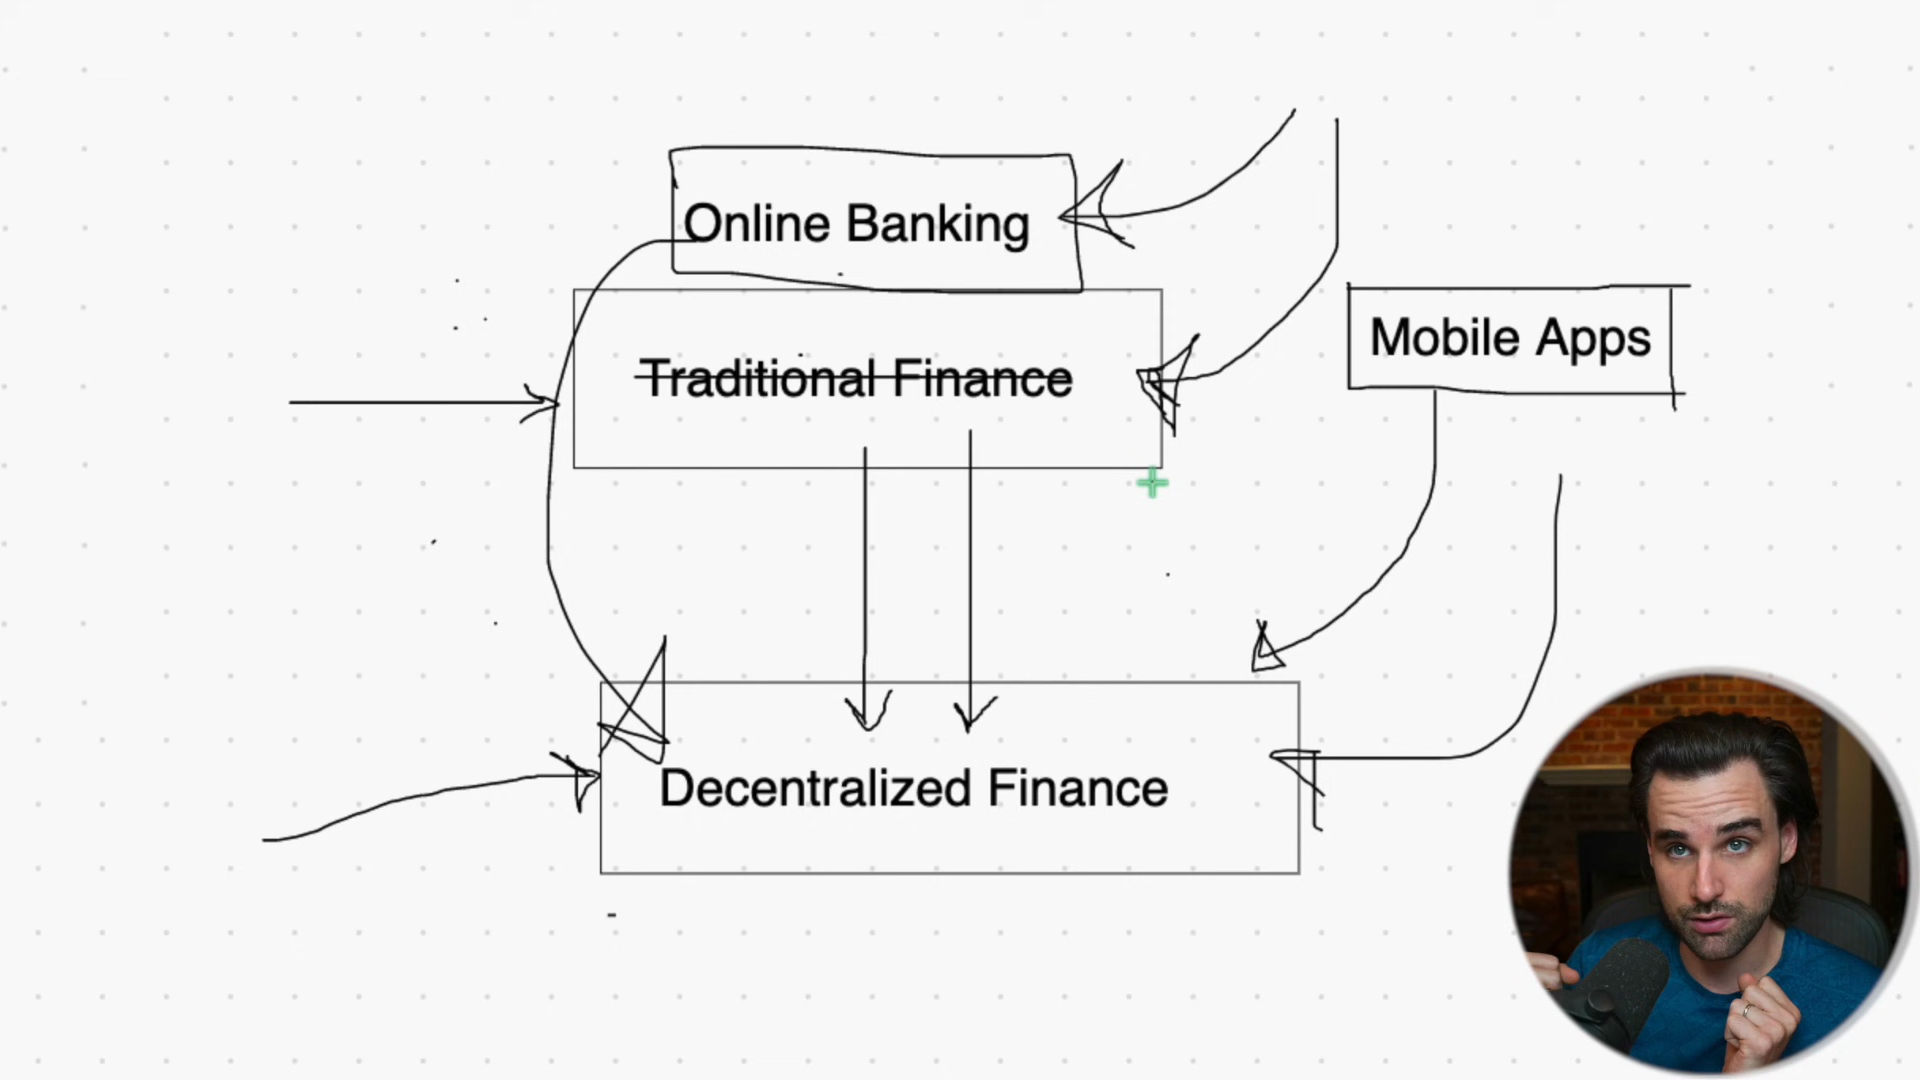 Online Banking
Traditional Finance
Mobile Apps
Decentralized Finance